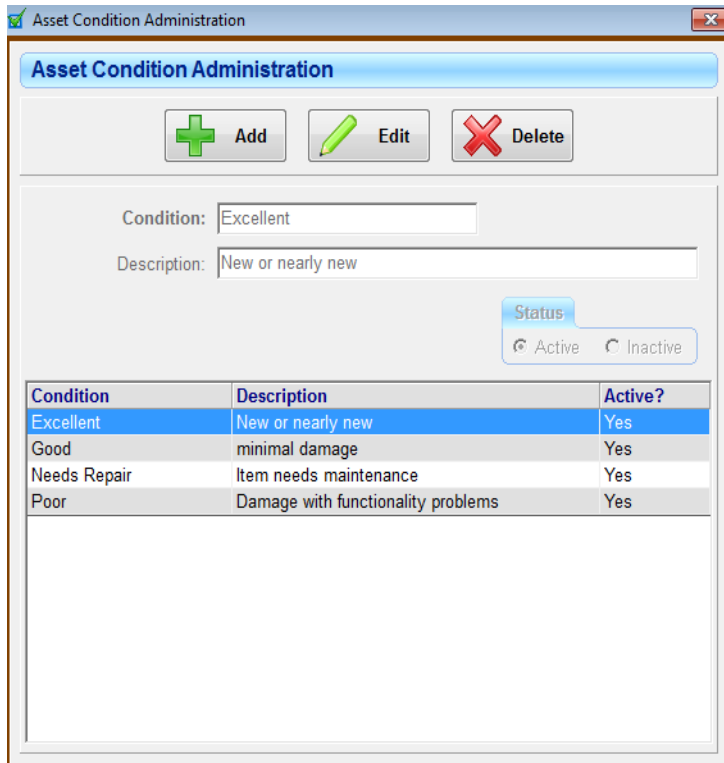 Asset Condition Administration
Asset Condition Administration
Add Edit Delete
Condition: Excellent
Description: New or nearly new
Status
Active Inactive
Condition Description Active?
Excellent New or nearly new Yes
Good minimal damage Yes
Needs Repair Item needs maintenance Yes
Poor Damage with functionality problems Yes